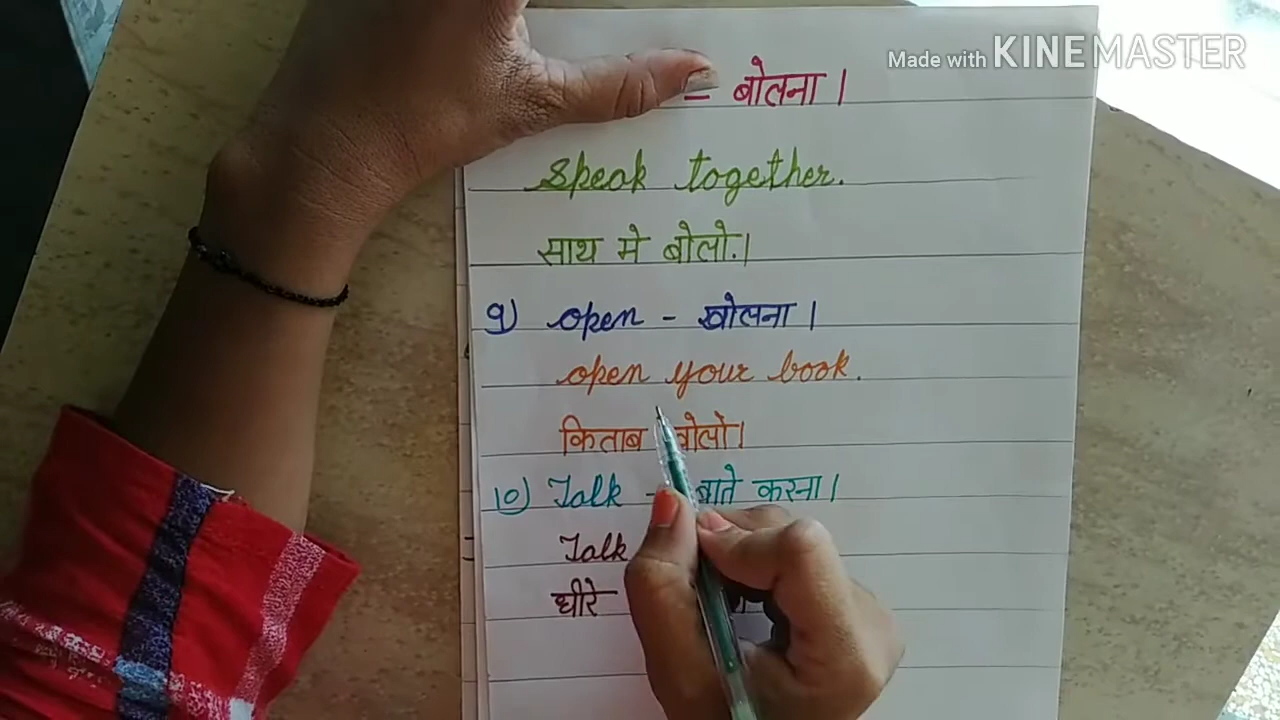 Made with KINEMASTER
– बोलना।
Speak together.
साथ मे बोलो.।
9) open - खोलना।
open your book.
किताब खोलो।
10) Talk - बाते करना।
Talk
धीरे